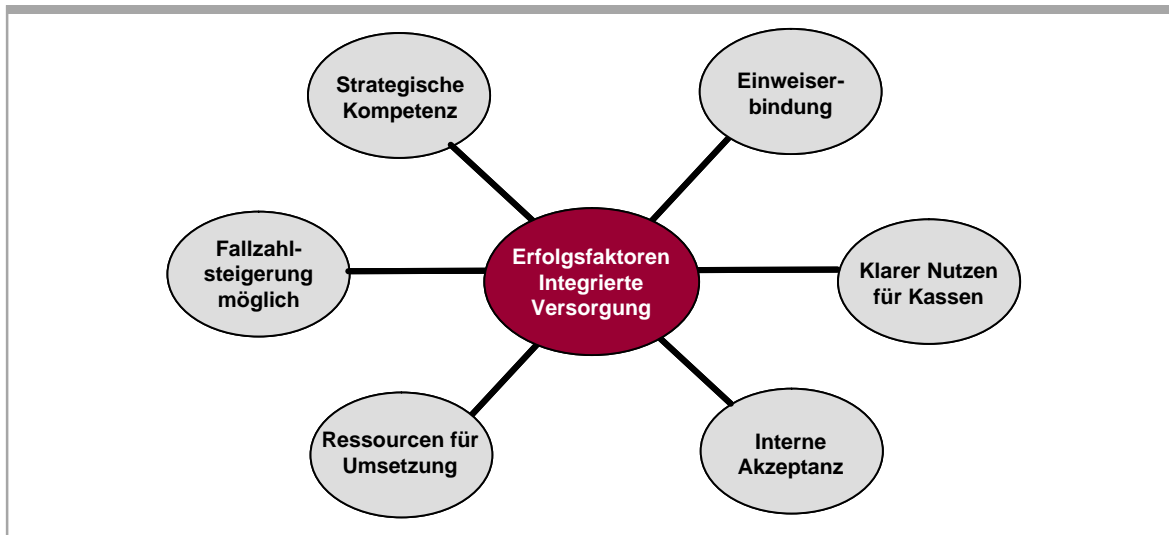 Strategische
Kompetenz
Einweiser-
bindung
Fallzahl-
steigerung
möglich
Erfolgsfaktoren
Integrierte
Versorgung
Klarer Nutzen
für Kassen
Ressourcen für
Umsetzung
Interne
Akzeptanz